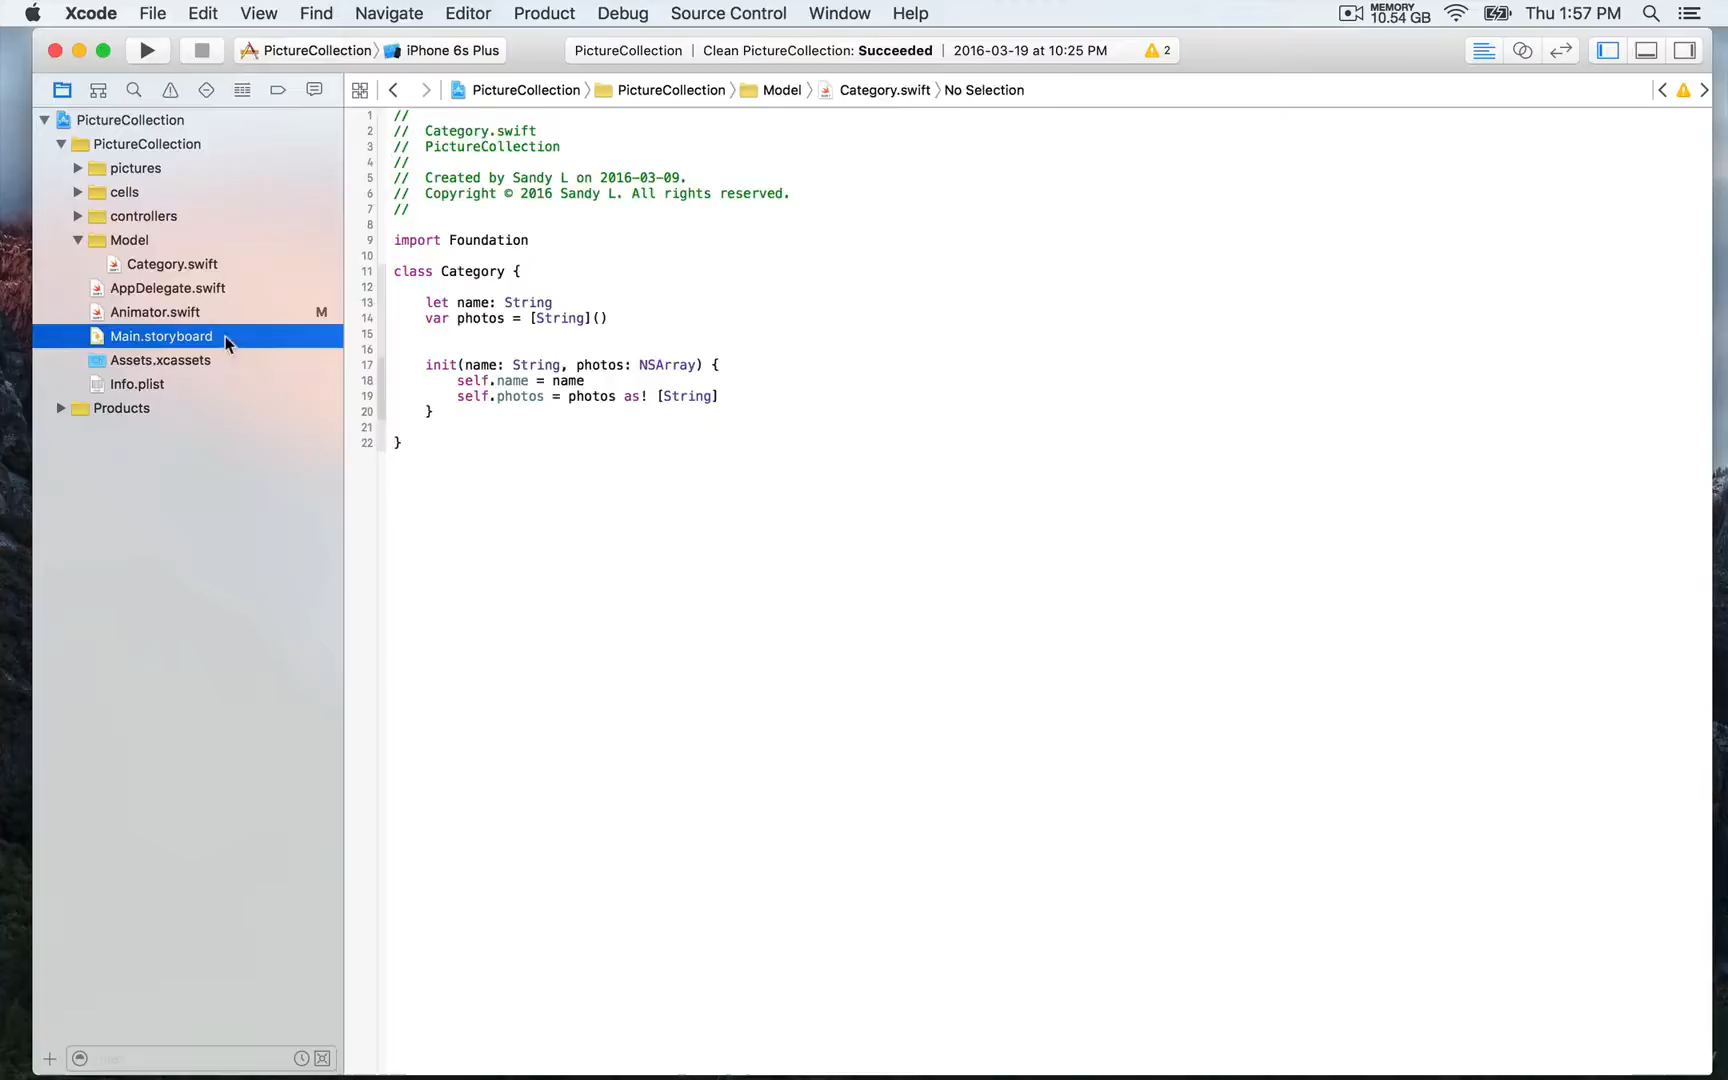 Xcode File Edit View Find Navigate Editor Product Debug Source Control Window Help MEMORY 10.54 GB Thu 1:57 PM
PictureCollection iPhone 6s Plus PictureCollection | Clean PictureCollection: Succeeded | 2016-03-19 at 10:25 PM 2
PictureCollection PictureCollection Model Category.swift No Selection
PictureCollection
PictureCollection
pictures
cells
controllers
Model
Category.swift
AppDelegate.swift
Animator.swift M
Main.storyboard
Assets.xcassets
Info.plist
Products
1 //
2 // Category.swift
3 // PictureCollection
4 //
5 // Created by Sandy L on 2016-03-09.
6 // Copyright © 2016 Sandy L. All rights reserved.
7 //
8
9 import Foundation
10
11 class Category {
12
13 let name: String
14 var photos = [String]()
15
16
17 init(name: String, photos: NSArray) {
18 self.name = name
19 self.photos = photos as! [String]
20 }
21
22 }